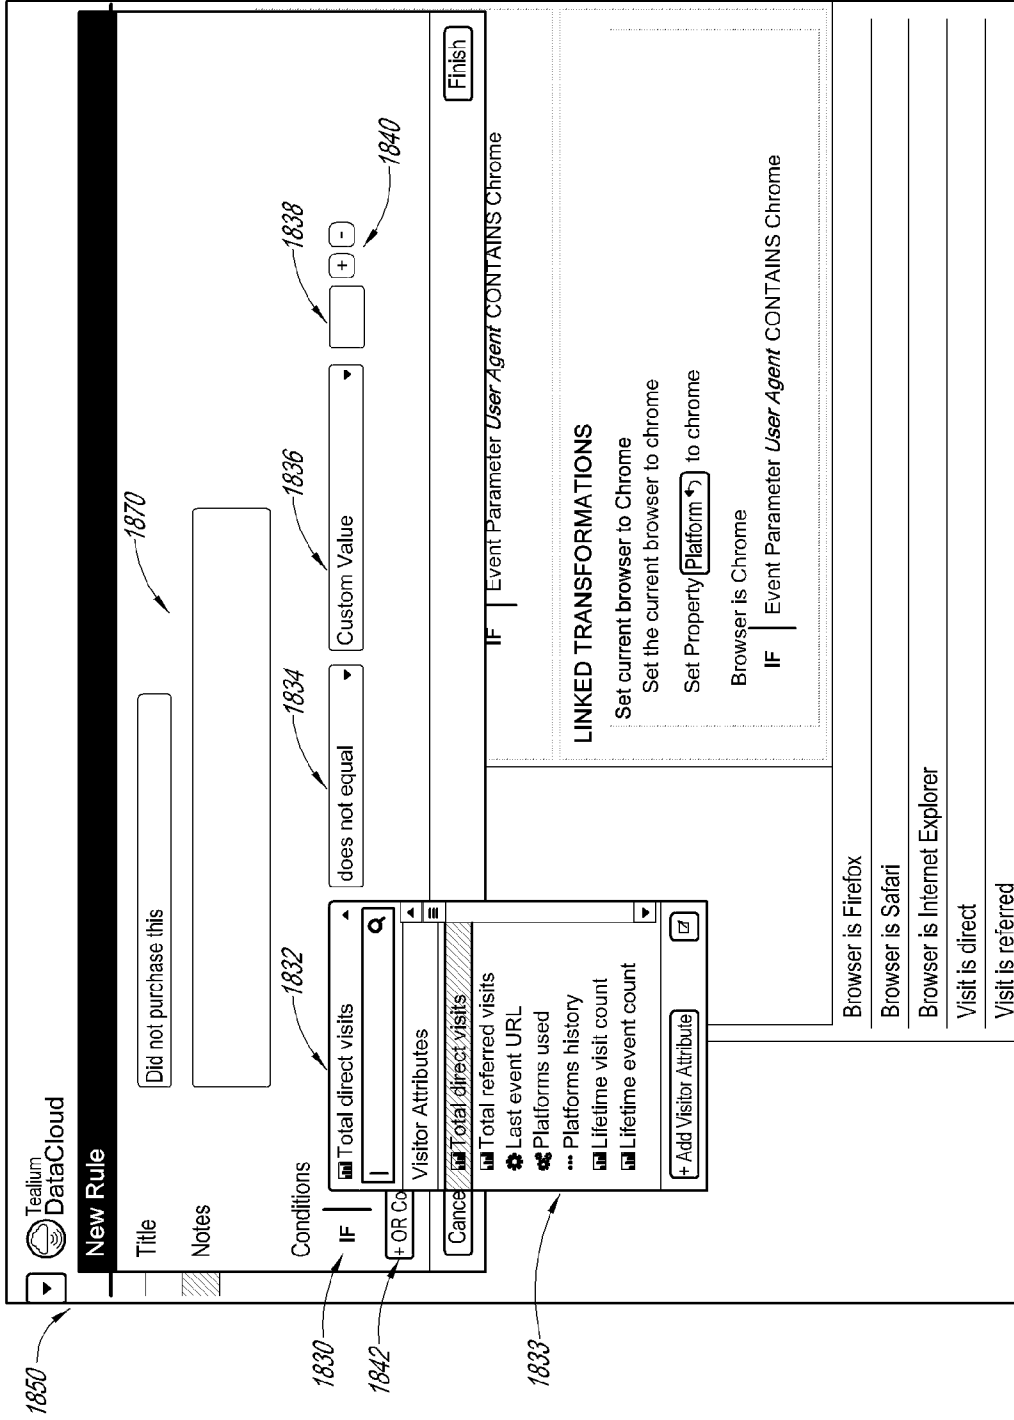 1850
Tealium
DataCloud
New Rule
Title
Did not purchase this
Notes
1870
Conditions
1830
IF
1832
Total direct visits
1834
does not equal
1836
Custom Value
1838
+
-
1840
1842
+ OR Co
Visitor Attributes
Cance
Finish
Total direct visits
Total referred visits
Last event URL
Platforms used
Platforms history
Lifetime visit count
Lifetime event count
+ Add Visitor Attribute
1833
IF
Event Parameter User Agent CONTAINS Chrome
LINKED TRANSFORMATIONS
Set current browser to Chrome
Set the current browser to chrome
Set Property Platform to chrome
Browser is Chrome
IF
Event Parameter User Agent CONTAINS Chrome
Browser is Firefox
Browser is Safari
Browser is Internet Explorer
Visit is direct
Visit is referred